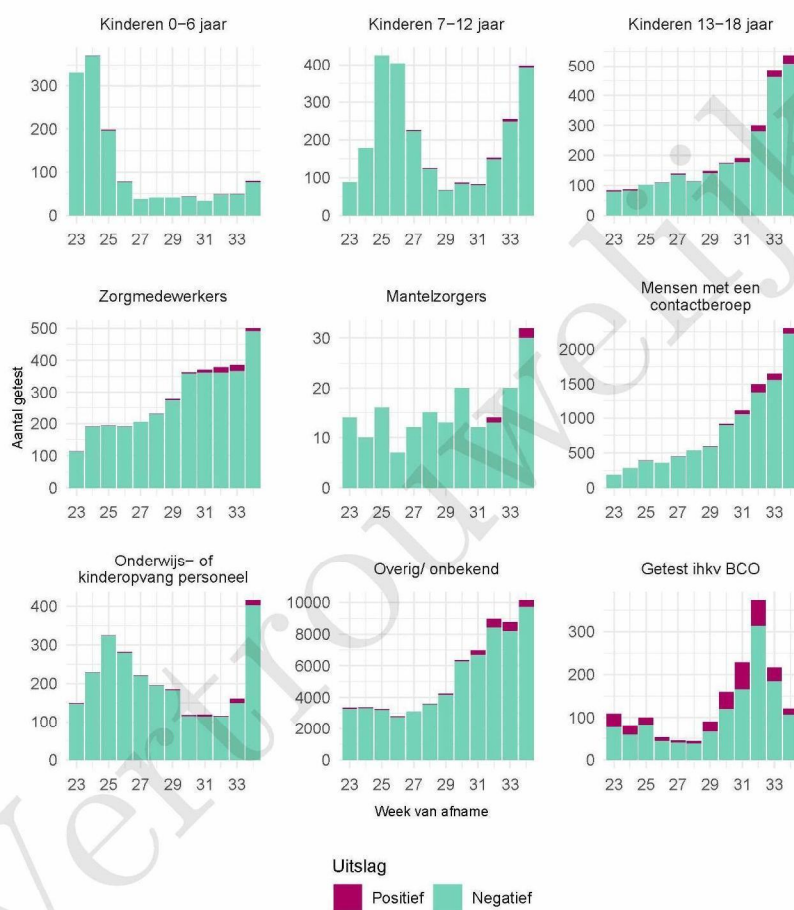 Kinderen 0–6 jaar
Kinderen 7–12 jaar
Kinderen 13–18 jaar
300
200
100
0
23 25 27 29 31 33
400
300
200
100
0
23 25 27 29 31 33
500
400
300
200
100
0
23 25 27 29 31 33
Zorgmedewerkers
Mantelzorgers
Mensen met een
contactberoep
Aantal getest
500
400
300
200
100
0
23 25 27 29 31 33
30
20
10
0
23 25 27 29 31 33
2000
1500
1000
500
0
23 25 27 29 31 33
Onderwijs– of
kinderopvang personeel
Overig/ onbekend
Getest ihkv BCO
400
300
200
100
0
23 25 27 29 31 33
10000
8000
6000
4000
2000
0
23 25 27 29 31 33
300
200
100
0
23 25 27 29 31 33
Week van afname
Uitslag
Positief
Negatief
Vertrouwelijk